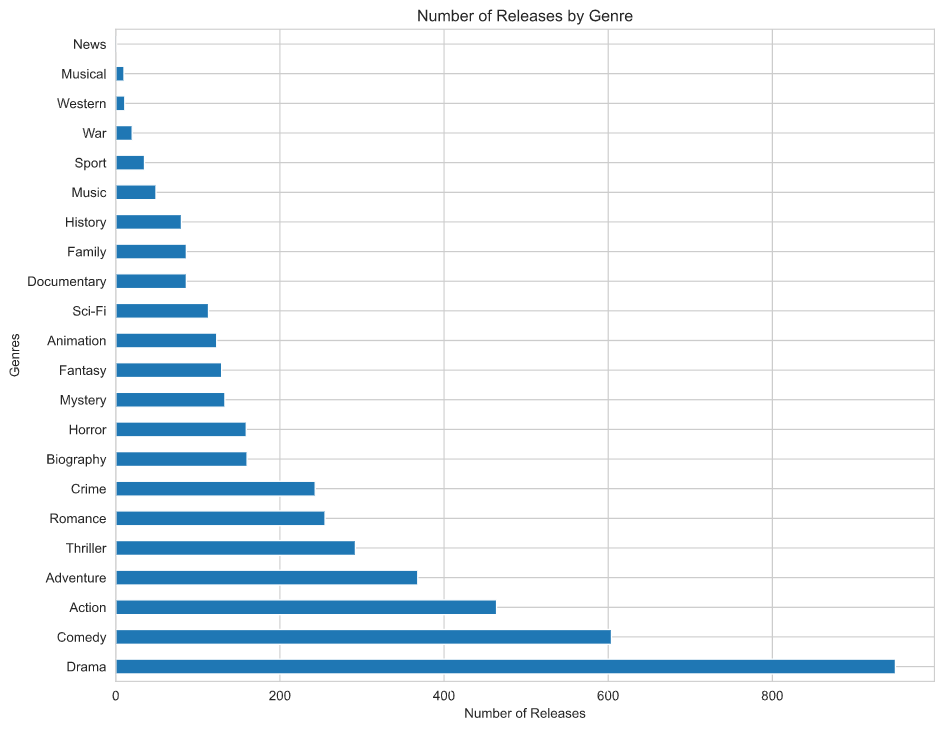 Number of Releases by Genre
News
Musical
Western
War
Sport
Music
History
Family
Documentary
Sci-Fi
Animation
Fantasy
Mystery
Horror
Biography
Crime
Romance
Thriller
Adventure
Action
Comedy
Drama
Genres
0 200 400 600 800
Number of Releases